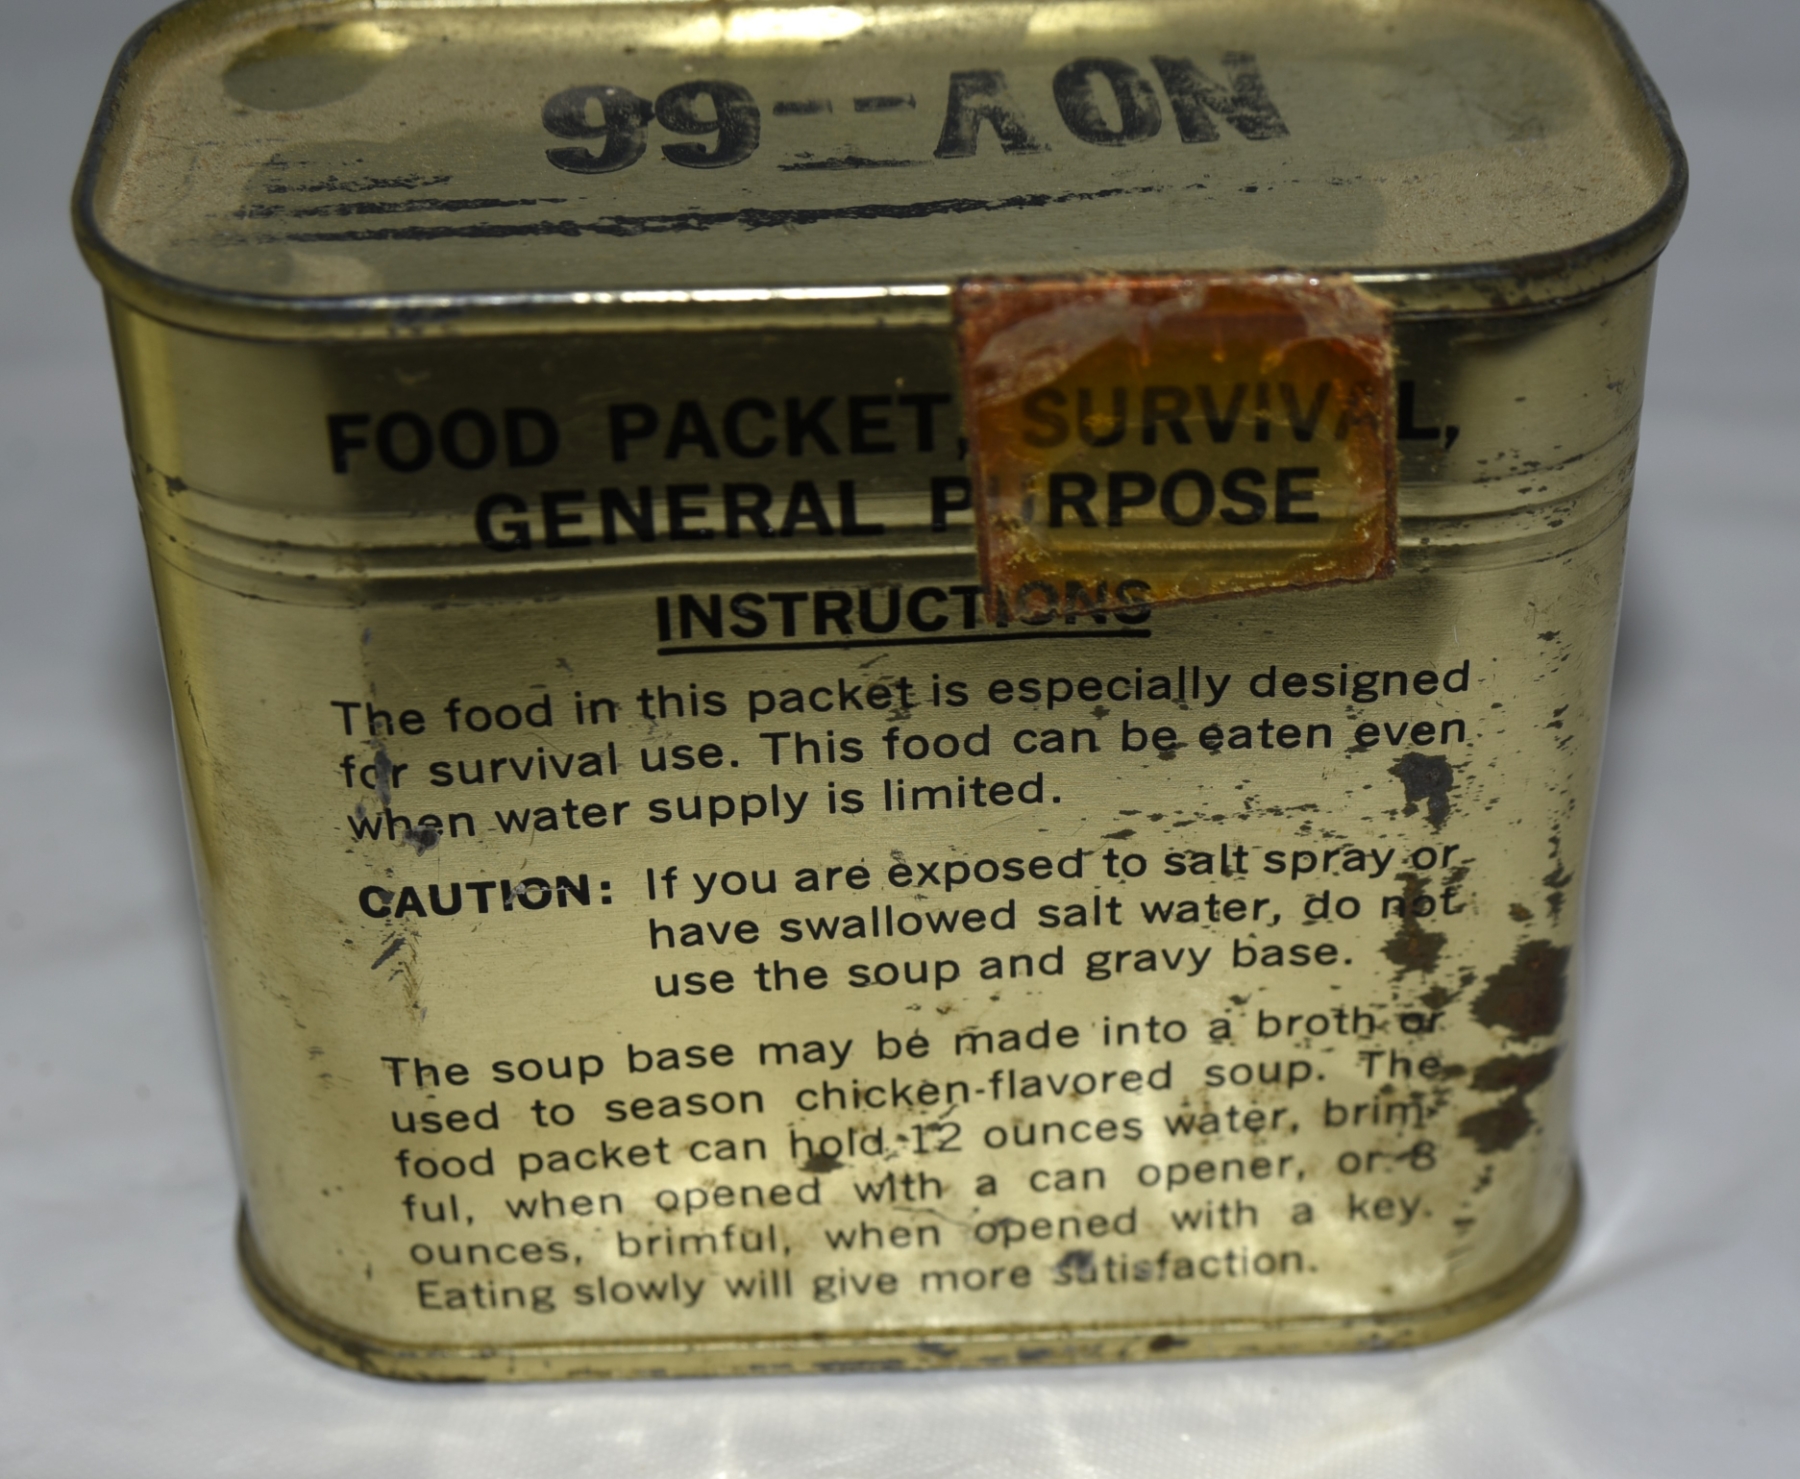 NOV--66
FOOD PACKET, SURVIVAL,
GENERAL PURPOSE
INSTRUCTIONS
The food in this packet is especially designed
for survival use. This food can be eaten even
when water supply is limited.
CAUTION: If you are exposed to salt spray or
have swallowed salt water, do not
use the soup and gravy base.
The soup base may be made into a broth or
used to season chicken-flavored soup. The
food packet can hold 12 ounces water, brim-
ful, when opened with a can opener, or 8
ounces, brimful, when opened with a key.
Eating slowly will give more satisfaction.